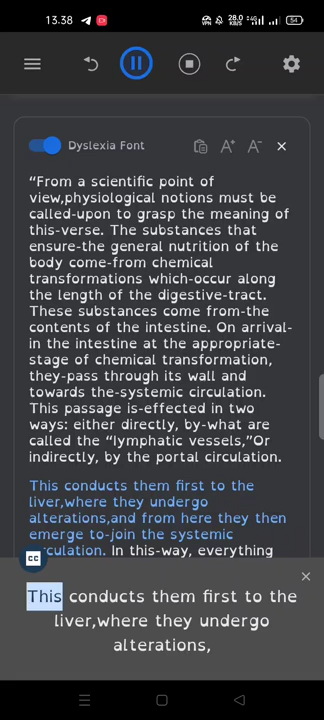 13.38
VPN 28.0 KB/S 54
Dyslexia Font A+ A-
“From a scientific point of
view,physiological notions must be
called-upon to grasp the meaning of
this-verse. The substances that
ensure-the general nutrition of the
body come-from chemical
transformations which-occur along
the length of the digestive-tract.
These substances come from-the
contents of the intestine. On arrival-
in the intestine at the appropriate-
stage of chemical transformation,
they-pass through its wall and
towards the-systemic circulation.
This passage is-effected in two
ways: either directly, by-what are
called the “lymphatic vessels,”Or
indirectly, by the portal circulation.
This conducts them first to the
liver,where they undergo
alterations,and from here they then
emerge to-join the systemic
circulation. In this-way, everything
CC
This conducts them first to the
liver,where they undergo
alterations,